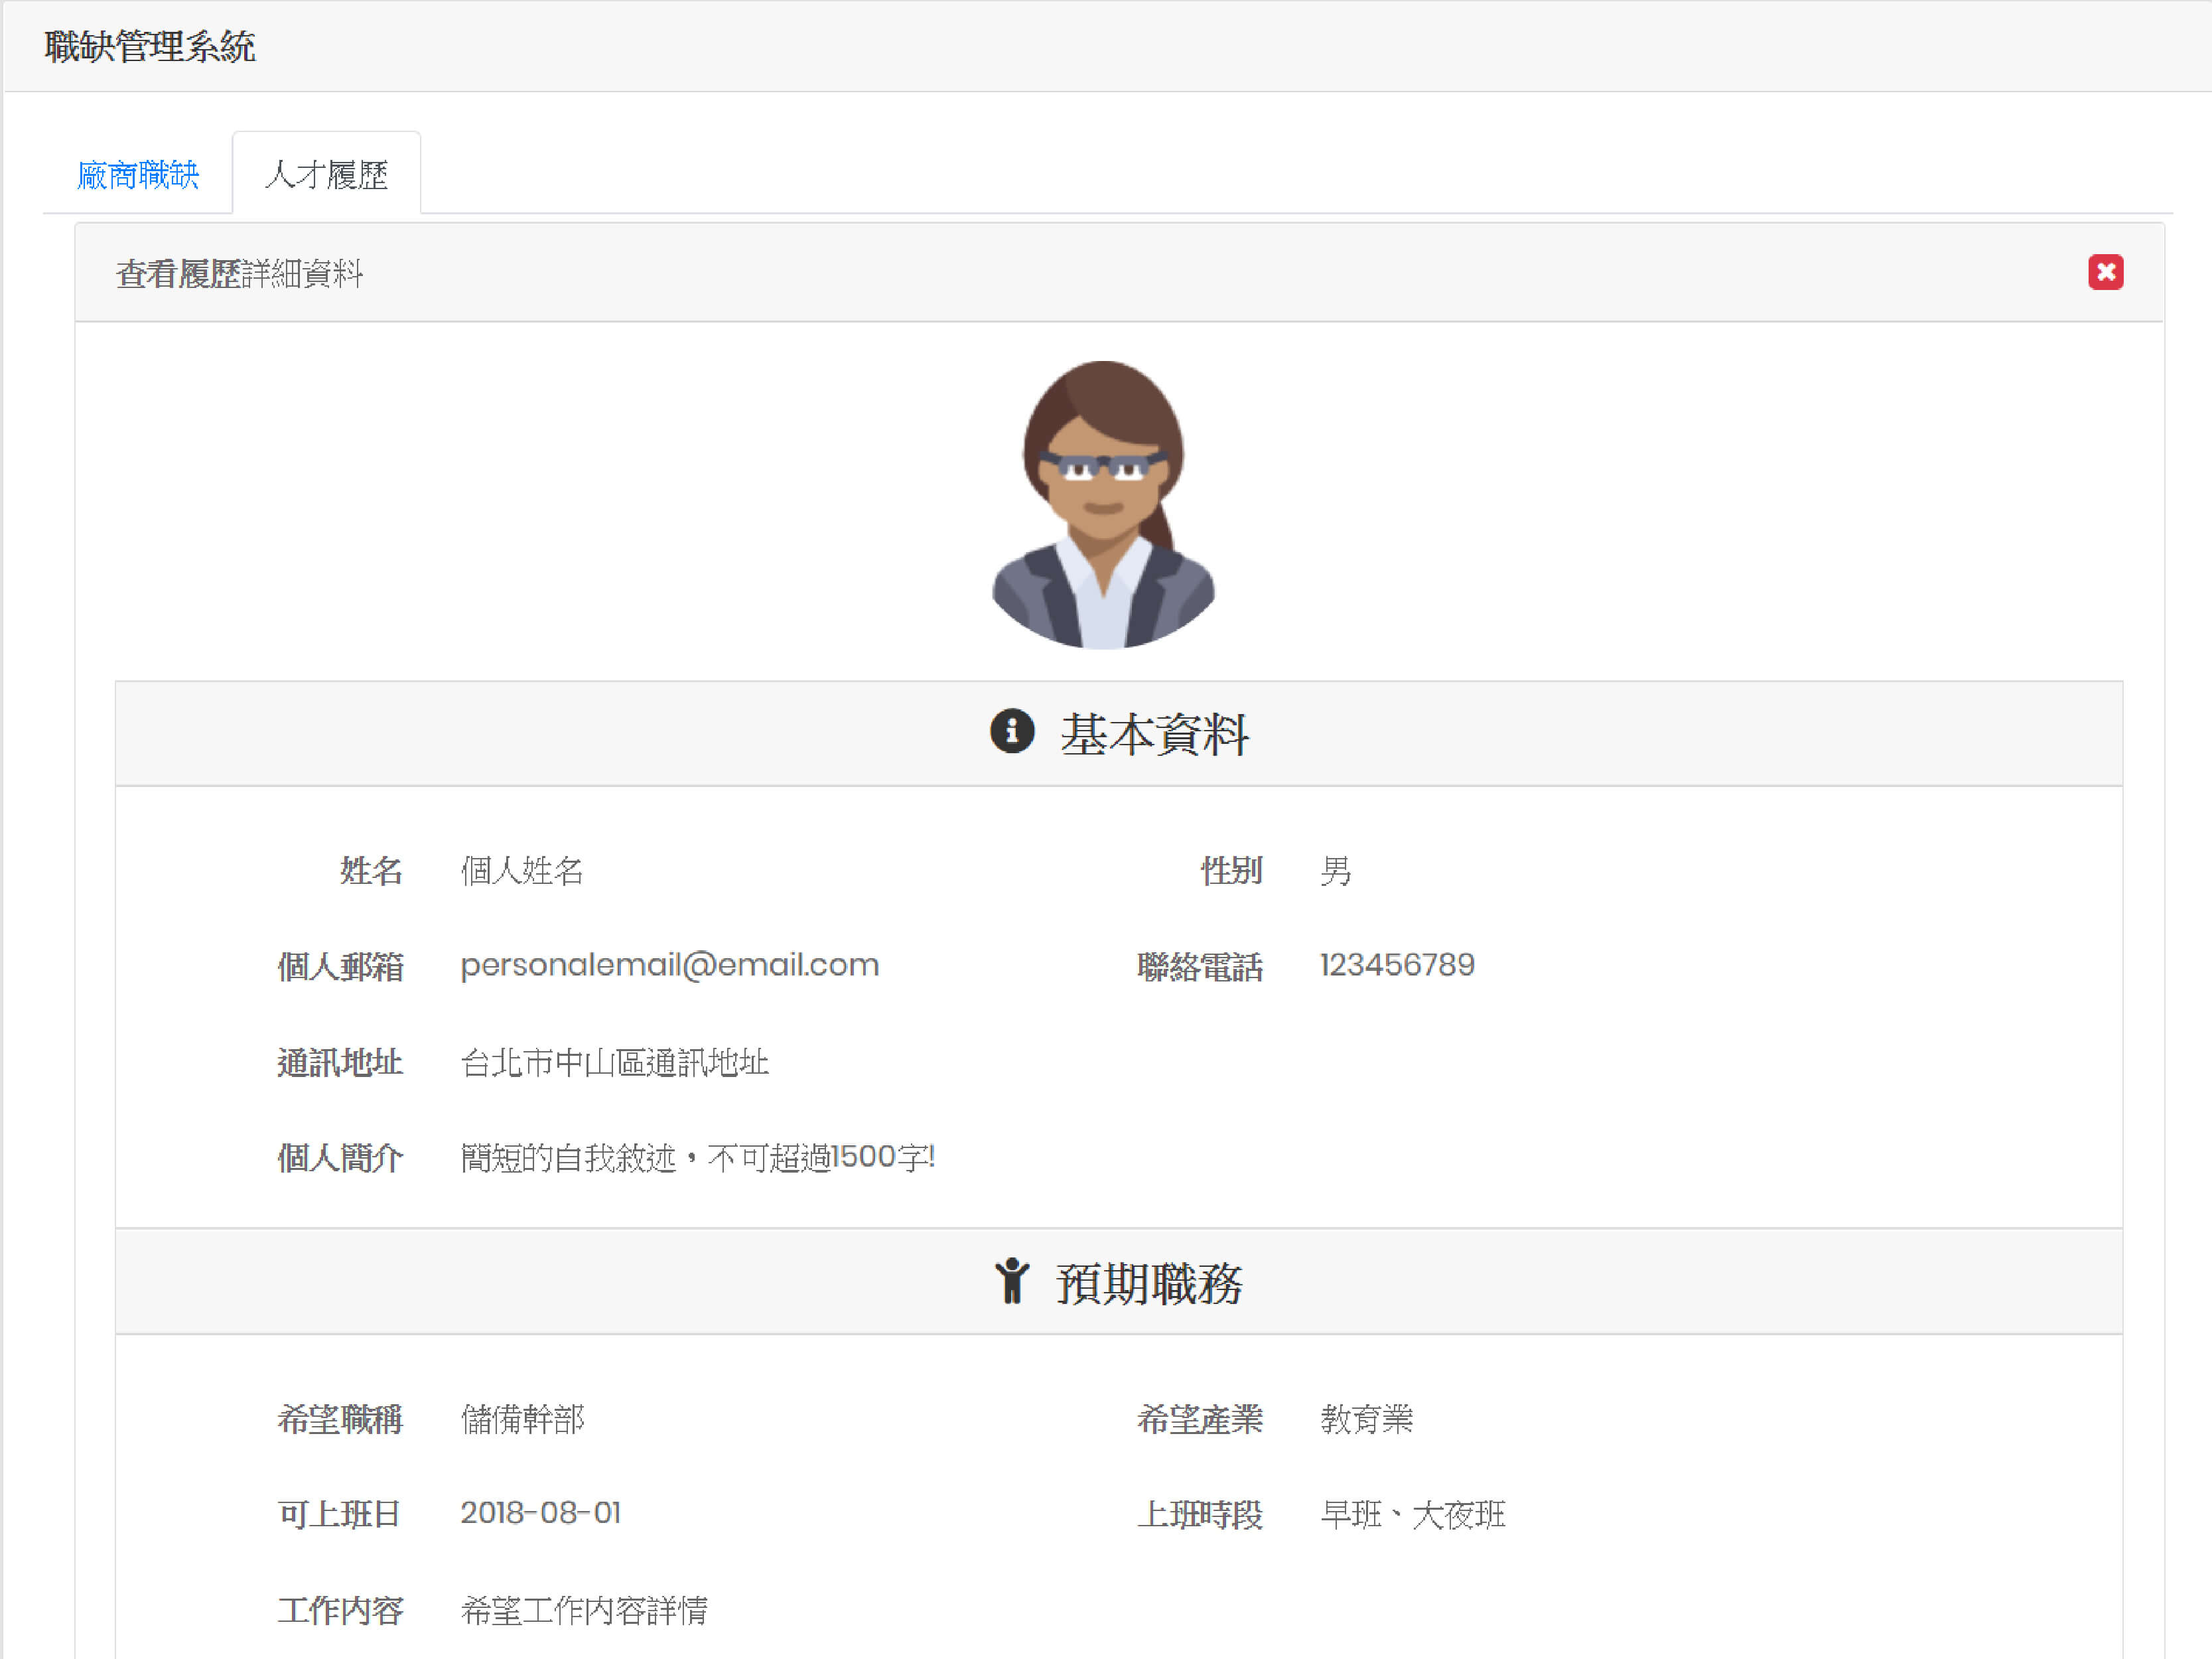 職缺管理系統
廠商職缺 人才履歷
查看履歷詳細資料
基本資料
姓名 個人姓名 性別 男
個人郵箱 personalemail@email.com 聯絡電話 123456789
通訊地址 台北市中山區通訊地址
個人簡介 簡短的自我敘述，不可超過1500字!
預期職務
希望職稱 儲備幹部 希望產業 教育業
可上班日 2018-08-01 上班時段 早班、大夜班
工作內容 希望工作內容詳情